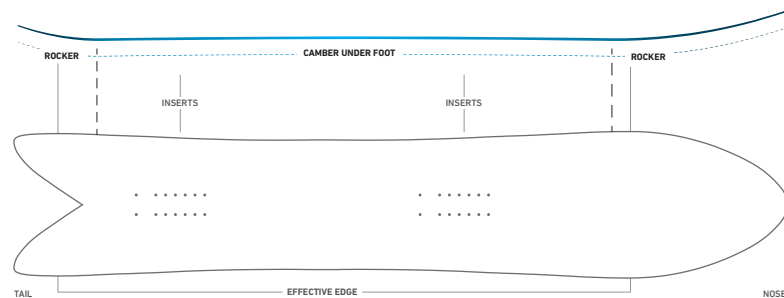 CAMBER UNDER FOOT
ROCKER
ROCKER
INSERTS
INSERTS
EFFECTIVE EDGE
TAIL
NOSE